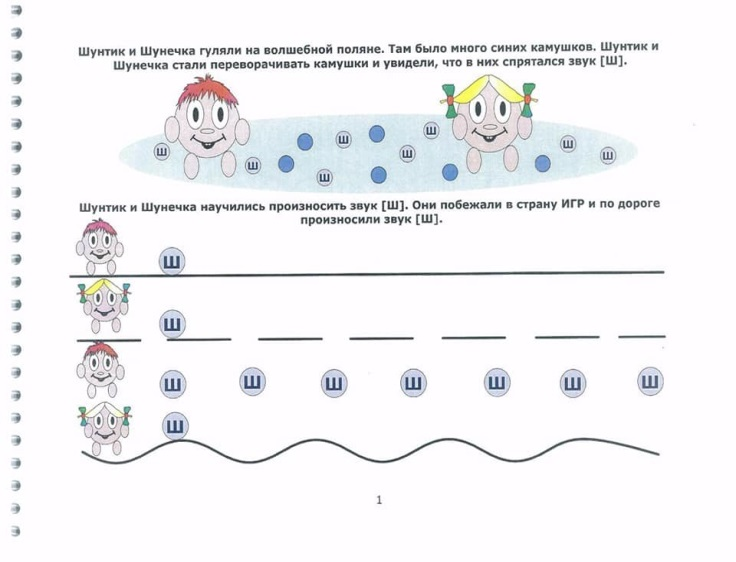 Шунтик и Шунечка гуляли на волшебной поляне. Там было много синих камушков. Шунтик и
Шунечка стали переворачивать камушки и увидели, что в них спрятался звук [Ш].
ш ш ш ш ш ш ш ш
Шунтик и Шунечка научились произносить звук [Ш]. Они побежали в страну ИГР и по дороге
произносили звук [Ш].
Ш
Ш
Ш Ш Ш Ш Ш Ш Ш
Ш
1